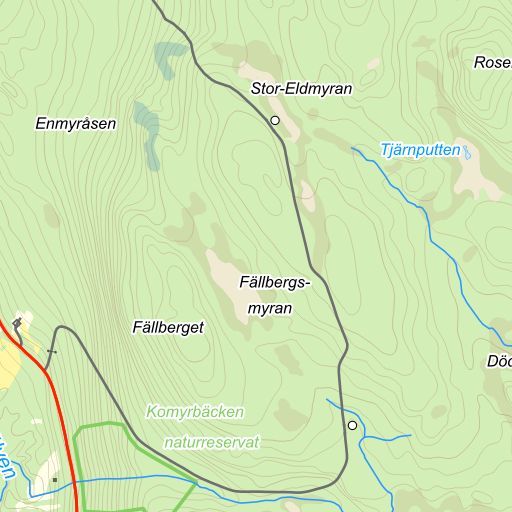 Rose
Stor-Eldmyran
Enmyråsen
Tjärnputten
Fällbergs-
myran
Fällberget
Död
Komyrbäcken
naturreservat